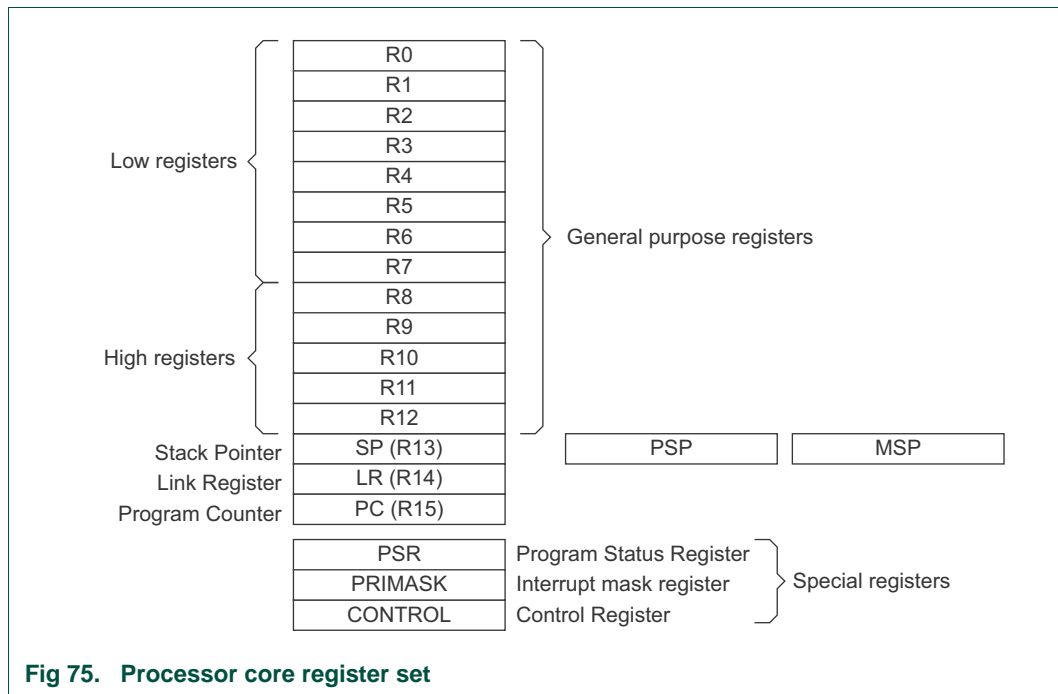 R0
R1
R2
R3
Low registers
R4
R5
R6
General purpose registers
R7
R8
R9
High registers
R10
R11
R12
Stack Pointer SP (R13) PSP MSP
Link Register LR (R14)
Program Counter PC (R15)
PSR Program Status Register
PRIMASK Interrupt mask register Special registers
CONTROL Control Register
Fig 75. Processor core register set